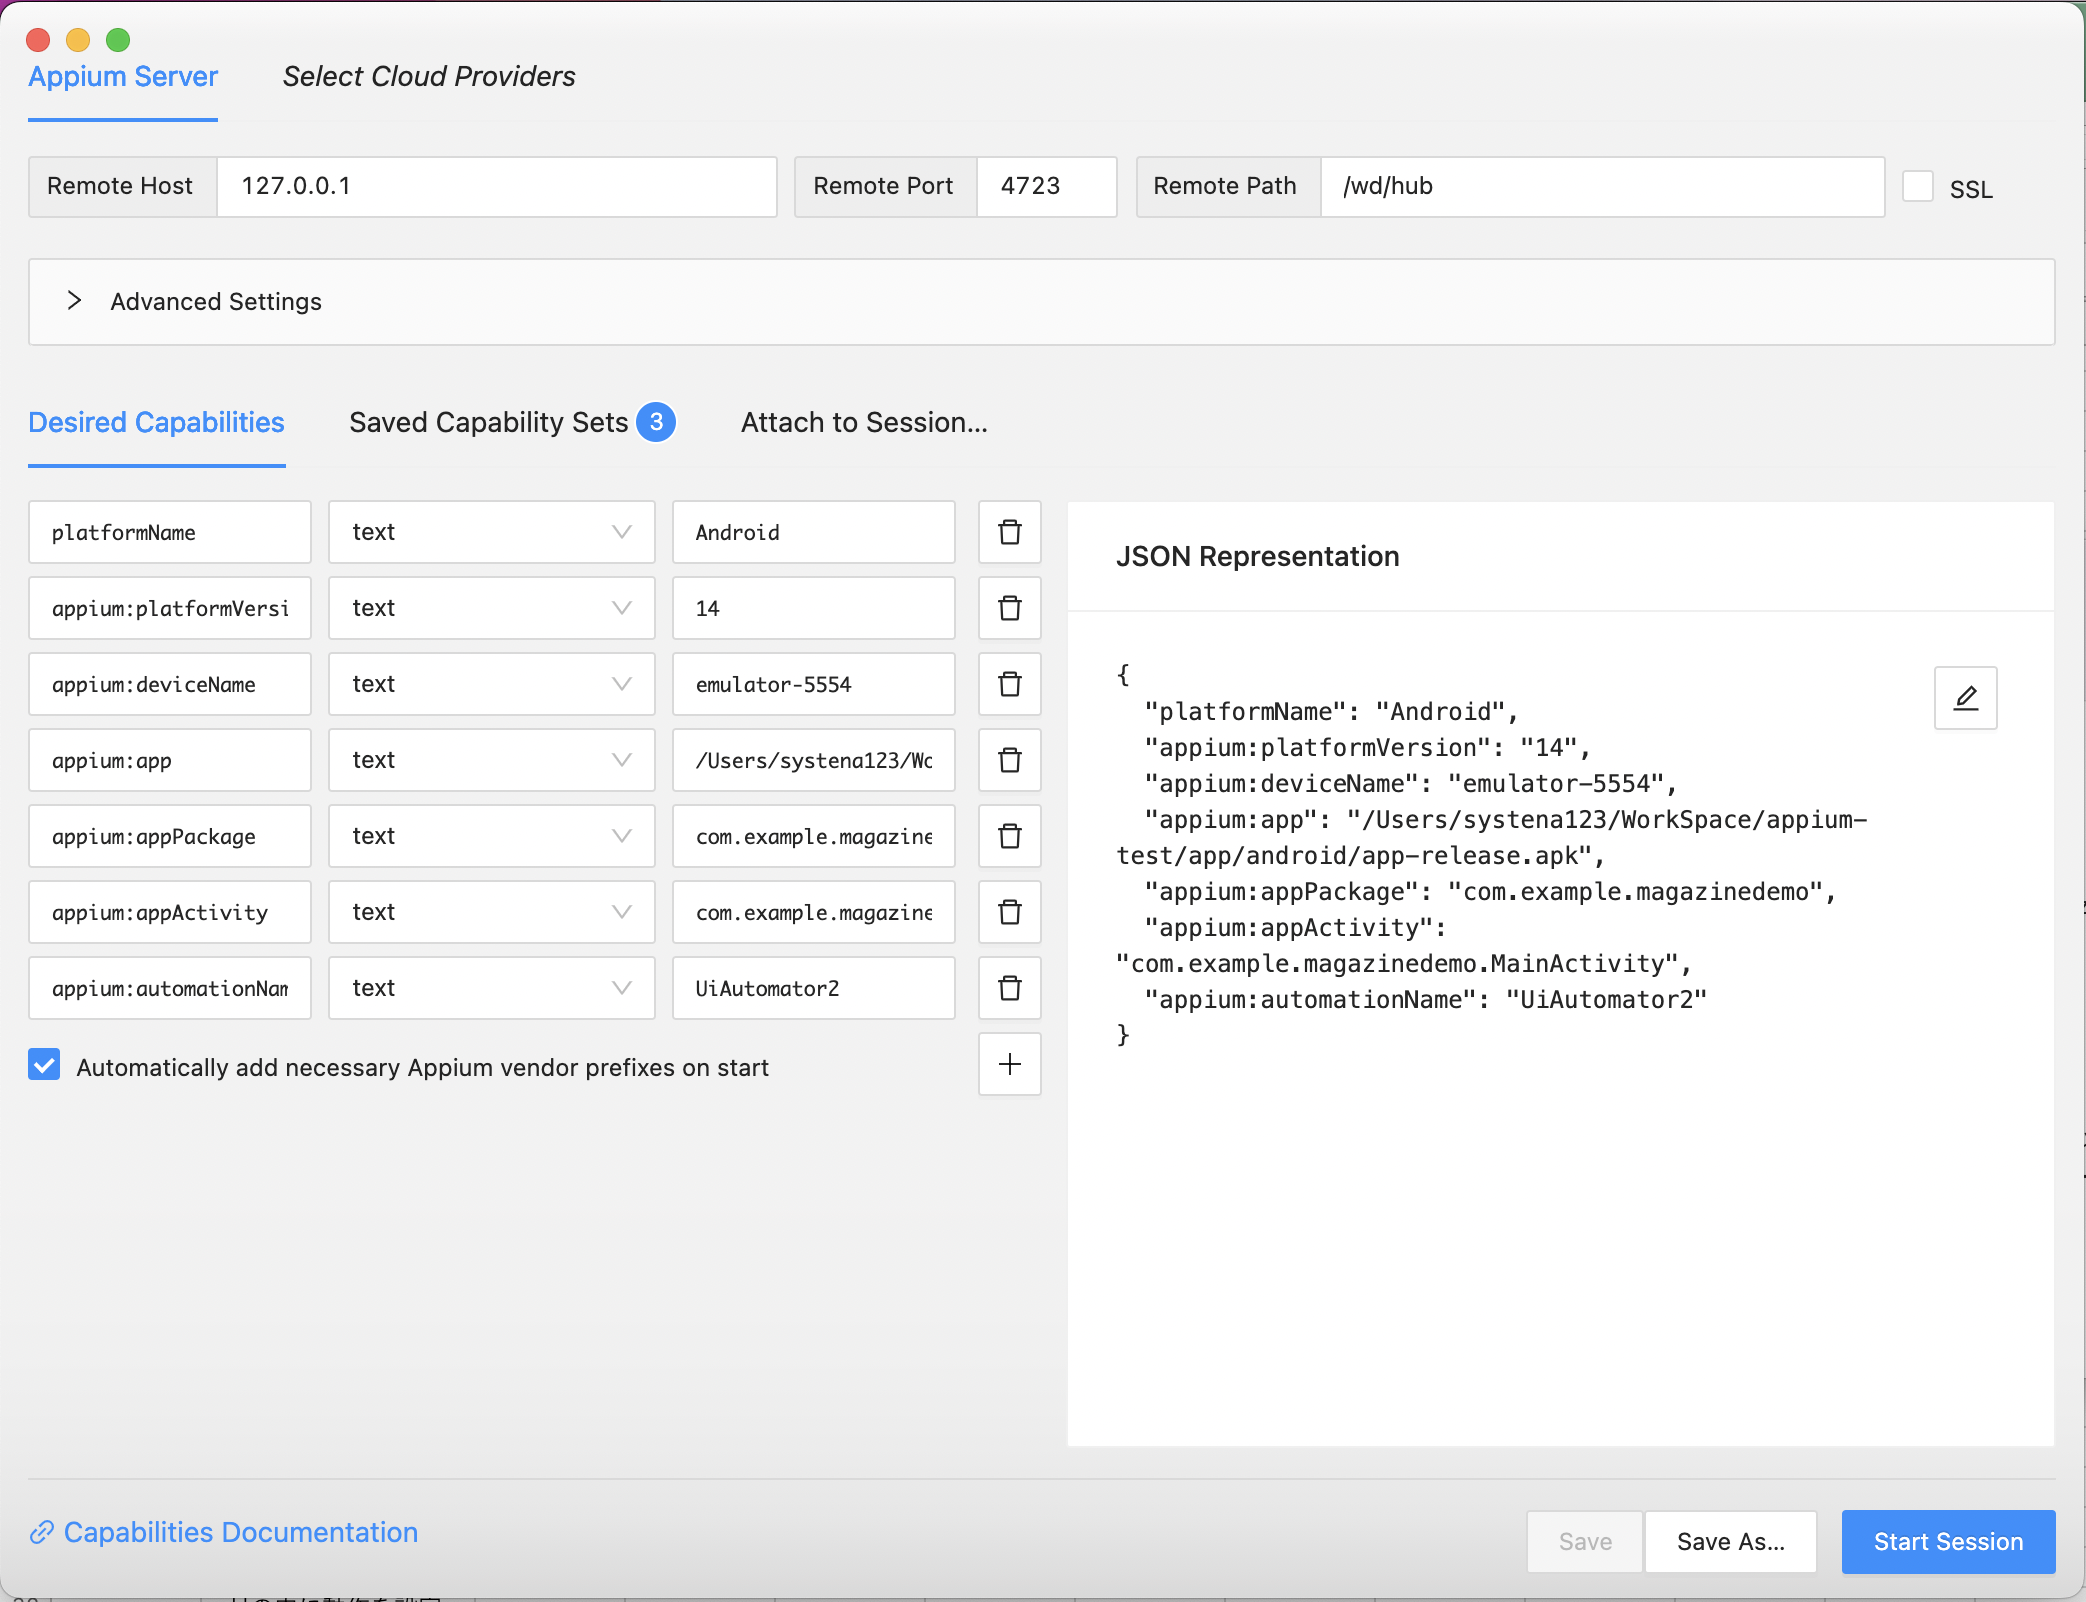 Appium Server
Select Cloud Providers
Remote Host
127.0.0.1
Remote Port
4723
Remote Path
/wd/hub
SSL
Advanced Settings
Desired Capabilities
Saved Capability Sets 3
Attach to Session...
platformName
text
Android
appium:platformVersi
text
14
appium:deviceName
text
emulator-5554
appium:app
text
/Users/systena123/Wo
appium:appPackage
text
com.example.magazine
appium:appActivity
text
com.example.magazine
appium:automationNam
text
UiAutomator2
Automatically add necessary Appium vendor prefixes on start
JSON Representation
{
"platformName": "Android",
"appium:platformVersion": "14",
"appium:deviceName": "emulator-5554",
"appium:app": "/Users/systena123/WorkSpace/appium-
test/app/android/app-release.apk",
"appium:appPackage": "com.example.magazinedemo",
"appium:appActivity":
"com.example.magazinedemo.MainActivity",
"appium:automationName": "UiAutomator2"
}
Capabilities Documentation
Save
Save As...
Start Session